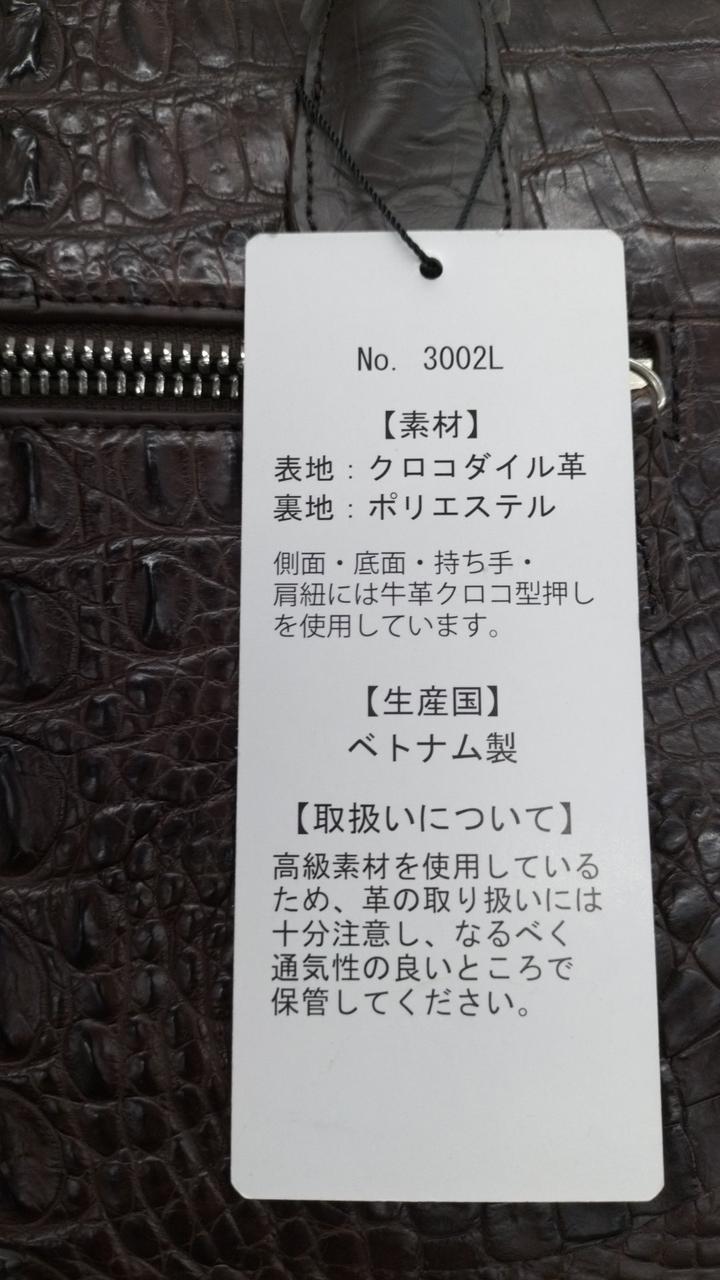 No. 3002L
【素材】
表地：クロコダイル革
裏地：ポリエステル
側面・底面・持ち手・
肩紐には牛革クロコ型押し
を使用しています。
【生産国】
ベトナム製
【取扱いについて】
高級素材を使用している
ため、革の取り扱いには
十分注意し、なるべく
通気性の良いところで
保管してください。